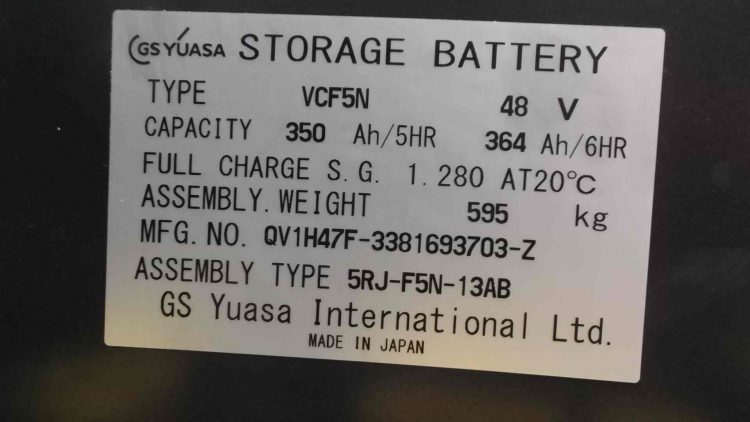 GS YUASA STORAGE BATTERY
TYPE VCF5N 48 V
CAPACITY 350 Ah/5HR 364 Ah/6HR
FULL CHARGE S.G. 1.280 AT20℃
ASSEMBLY.WEIGHT 595 kg
MFG.NO. QV1H47F-3381693703-Z
ASSEMBLY TYPE 5RJ-F5N-13AB
GS Yuasa International Ltd.
MADE IN JAPAN